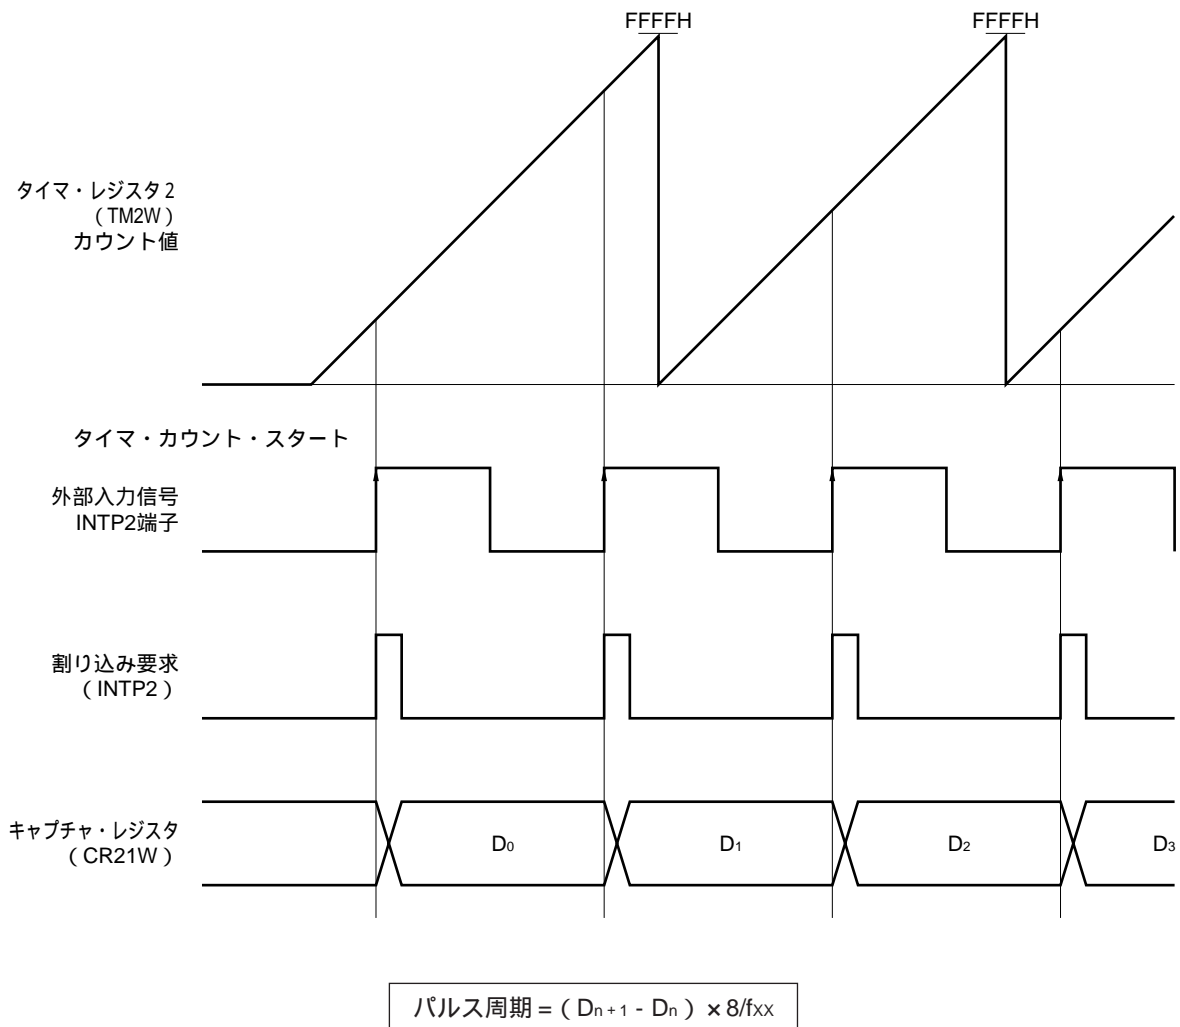 FFFFH
FFFFH
タイマ・レジスタ2
(TM2W)
カウント値
タイマ・カウント・スタート
外部入力信号
INTP2端子
割り込み要求
(INTP2)
キャプチャ・レジスタ
(CR21W)
D0
D1
D2
D3
パルス周期=(Dn+1 - Dn)×8/fXX